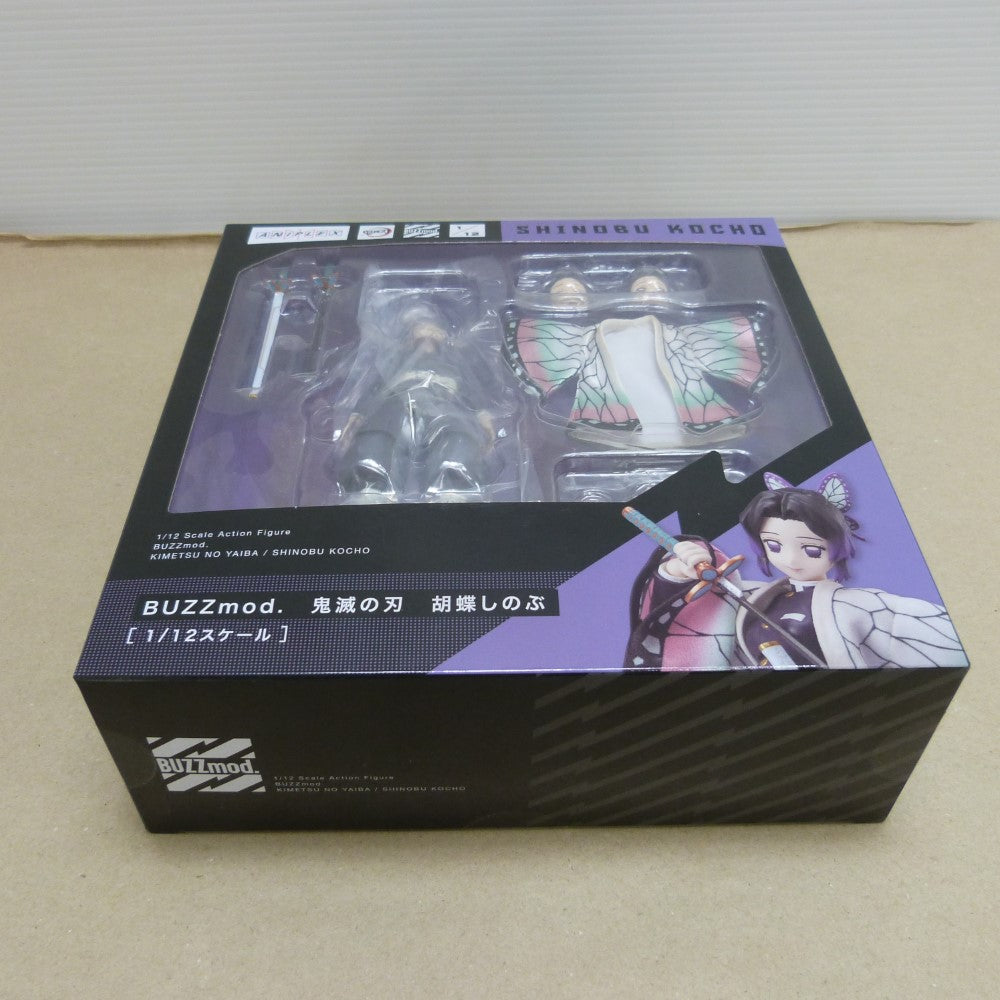 ANIPLEX
BUZZmod.
1/12
SHINOBU KOCHO
1/12 Scale Action Figure
BUZZmod.
KIMETSU NO YAIBA / SHINOBU KOCHO
BUZZmod. 鬼滅の刃 胡蝶しのぶ
[ 1/12スケール ]
BUZZmod.
1/12 Scale Action Figure
BUZZmod.
KIMETSU NO YAIBA / SHINOBU KOCHO